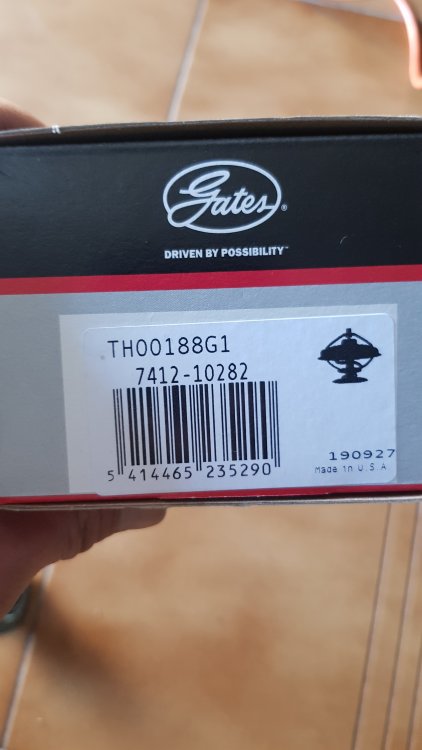 Gates®
DRIVEN BY POSSIBILITY™
TH00188G1
7412-10282
5 414465 235290
190927
Made in U.S.A